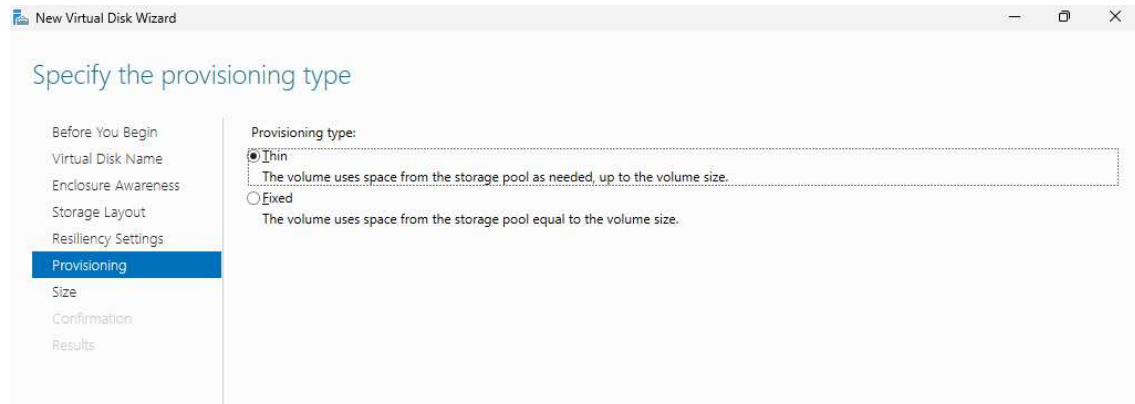 New Virtual Disk Wizard
Specify the provisioning type
Before You Begin
Virtual Disk Name
Enclosure Awareness
Storage Layout
Resiliency Settings
Provisioning
Size
Confirmation
Results
Provisioning type:
Thin
The volume uses space from the storage pool as needed, up to the volume size.
Fixed
The volume uses space from the storage pool equal to the volume size.